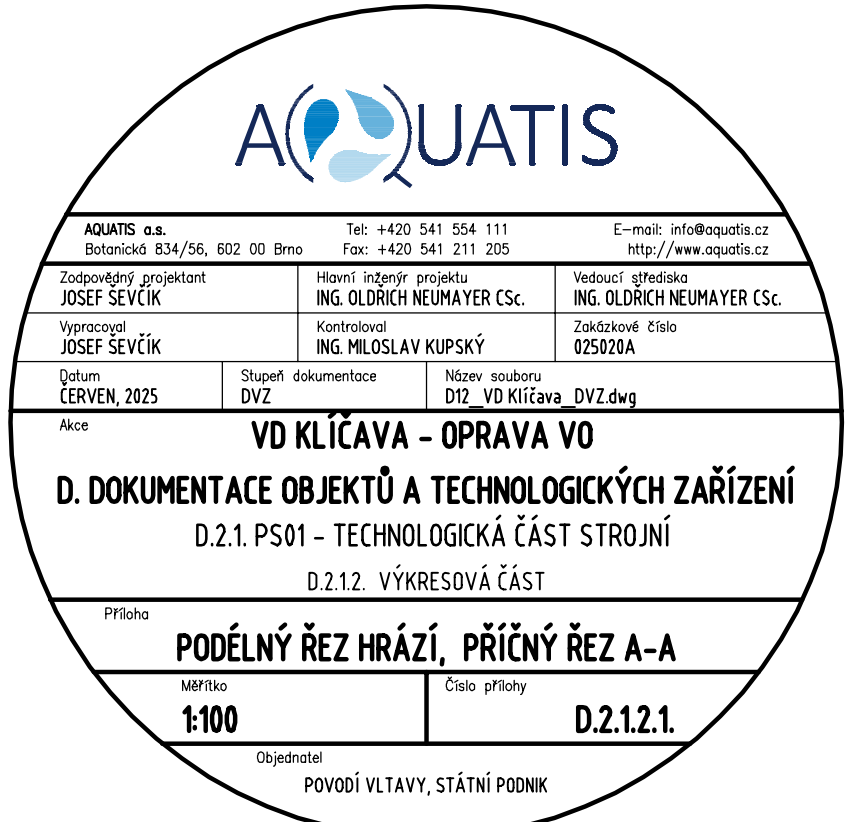 AQUATIS
AQUATIS a.s. Tel: +420 541 554 111 E-mail: info@aquatis.cz
Botanická 834/56, 602 00 Brno Fax: +420 541 211 205 http://www.aquatis.cz
Zodpovědný projektant Hlavní inženýr projektu Vedoucí střediska
JOSEF ŠEVČÍK ING. OLDŘICH NEUMAYER CSc. ING. OLDŘICH NEUMAYER CSc.
Vypracoval Kontroloval Zakázkové číslo
JOSEF ŠEVČÍK ING. MILOSLAV KUPSKÝ 025020A
Datum Stupeň dokumentace Název souboru
ČERVEN, 2025 DVZ D12_VD Klíčava_DVZ.dwg
Akce
VD KLÍČAVA - OPRAVA VO
D. DOKUMENTACE OBJEKTŮ A TECHNOLOGICKÝCH ZAŘÍZENÍ
D.2.1. PS01 - TECHNOLOGICKÁ ČÁST STROJNÍ
D.2.1.2. VÝKRESOVÁ ČÁST
Příloha
PODÉLNÝ ŘEZ HRÁZÍ, PŘÍČNÝ ŘEZ A-A
Měřítko Číslo přílohy
1:100 D.2.1.2.1.
Objednatel
POVODÍ VLTAVY, STÁTNÍ PODNIK